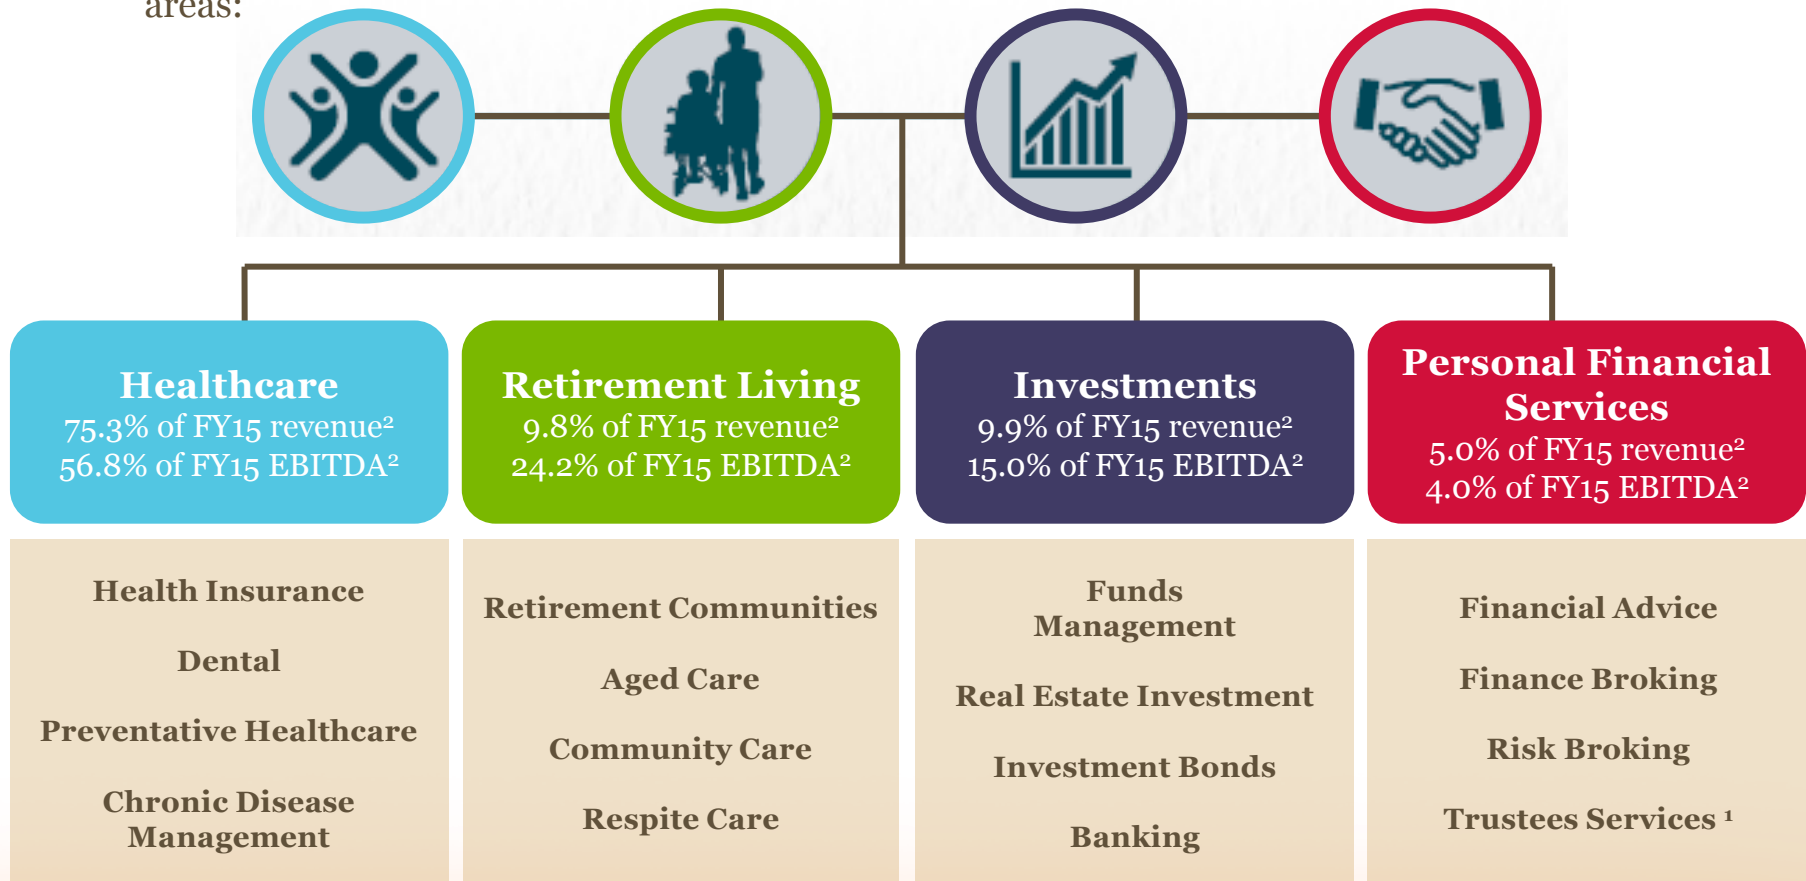 areas:
Healthcare
75.3% of FY15 revenue²
56.8% of FY15 EBITDA²
Retirement Living
9.8% of FY15 revenue²
24.2% of FY15 EBITDA²
Investments
9.9% of FY15 revenue²
15.0% of FY15 EBITDA²
Personal Financial
Services
5.0% of FY15 revenue²
4.0% of FY15 EBITDA²
Health Insurance
Dental
Preventative Healthcare
Chronic Disease
Management
Retirement Communities
Aged Care
Community Care
Respite Care
Funds
Management
Real Estate Investment
Investment Bonds
Banking
Financial Advice
Finance Broking
Risk Broking
Trustees Services ¹